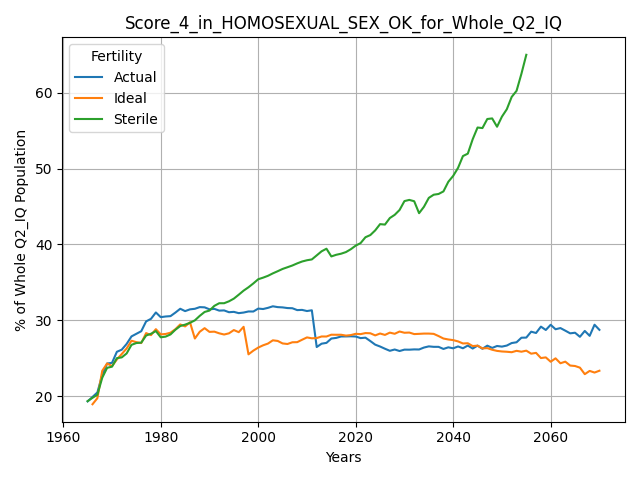 Score_4_in_HOMOSEXUAL_SEX_OK_for_Whole_Q2_IQ
Fertility
Actual
Ideal
Sterile
% of Whole Q2_IQ Population
60
50
40
30
20
1960
1980
2000
2020
2040
2060
Years